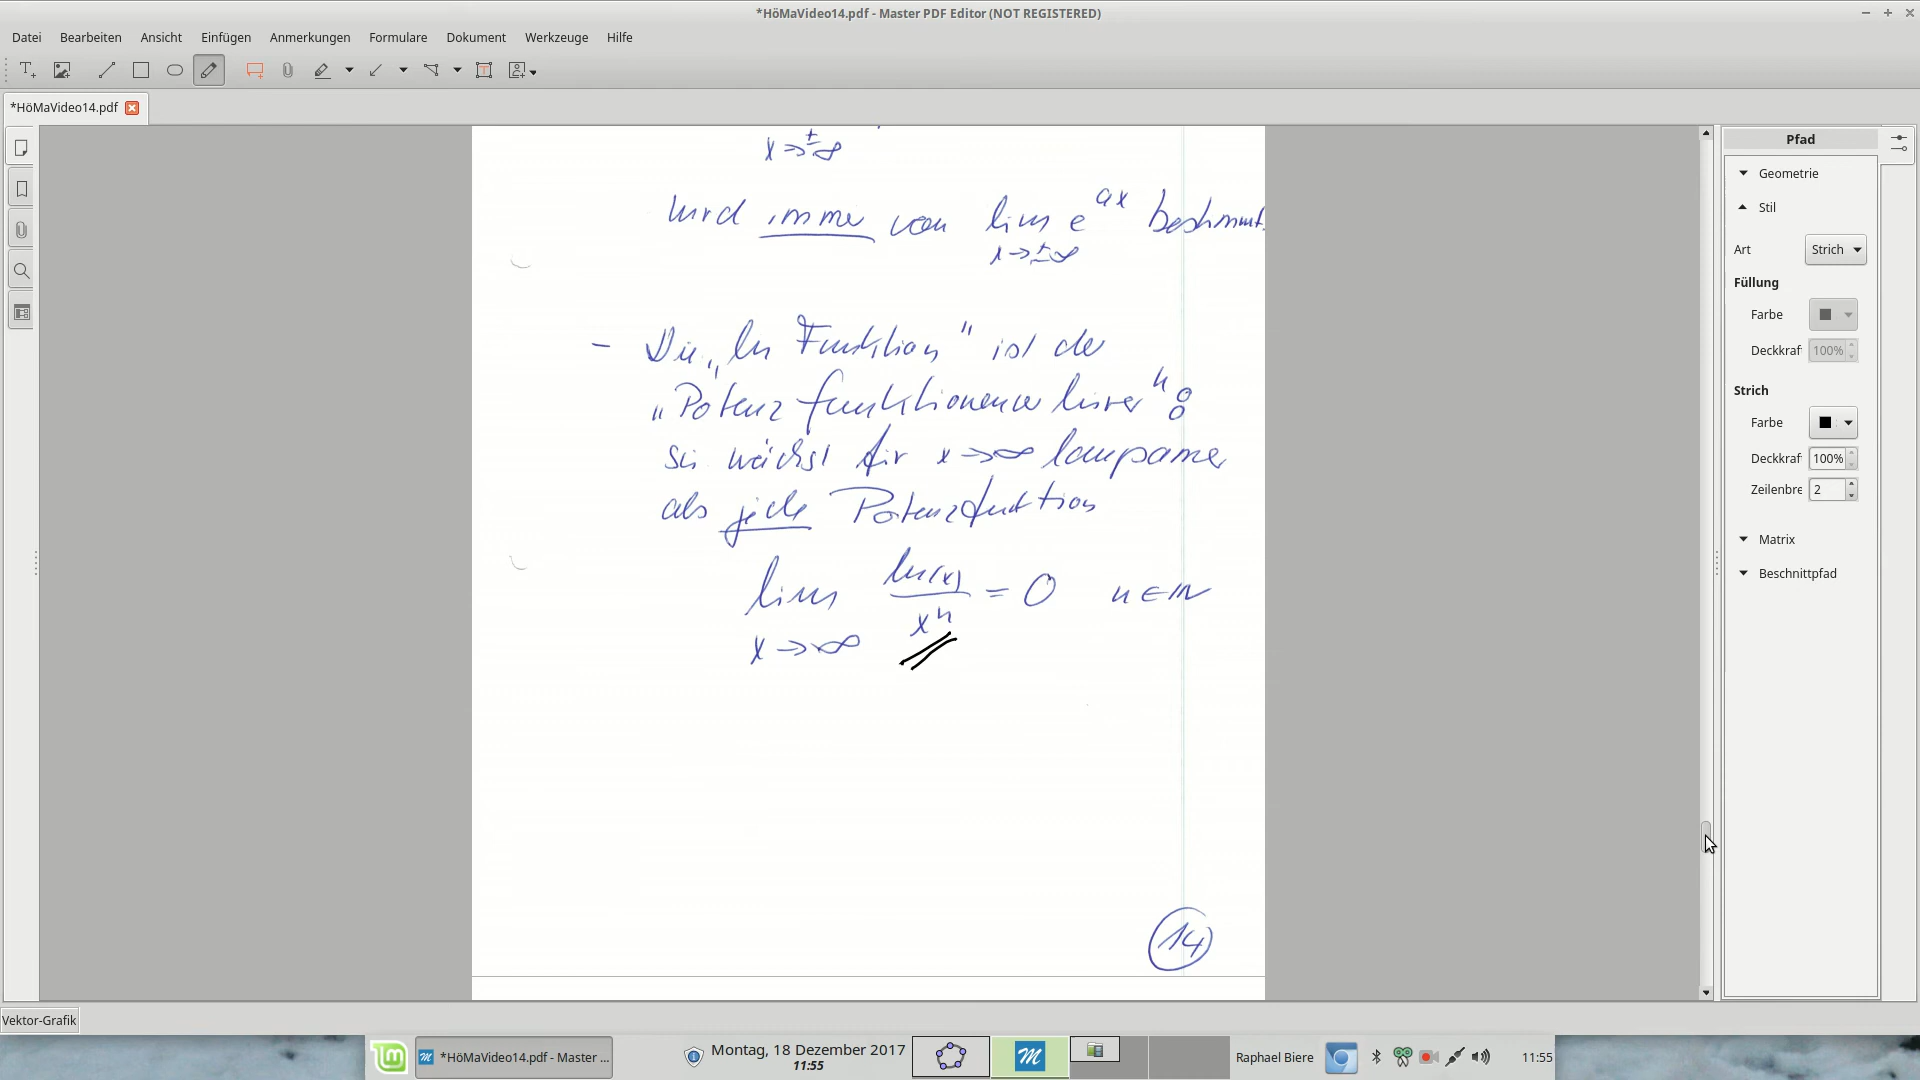 *HöMaVideo14.pdf - Master PDF Editor (NOT REGISTERED)
Datei Bearbeiten Ansicht Einfügen Anmerkungen Formulare Dokument Werkzeuge Hilfe
*HöMaVideo14.pdf
x→±∞
wird immer von lim e^ax bestimmt.
x→±∞
- Die „ln Funktion" ist der
„Potenzfunktionenverlierer":
sie wächst für x→∞ langsamer
als jede Potenzfunktion
lim ln(x)/x^n = 0 n∈ℕ
x→∞
14
Pfad
Geometrie
Stil
Art Strich
Füllung
Farbe
Deckkraf 100%
Strich
Farbe
Deckkraf 100%
Zeilenbre 2
Matrix
Beschnittpfad
Vektor-Grafik
*HöMaVideo14.pdf - Master ...
Montag, 18 Dezember 2017
11:55
Raphael Biere
11:55